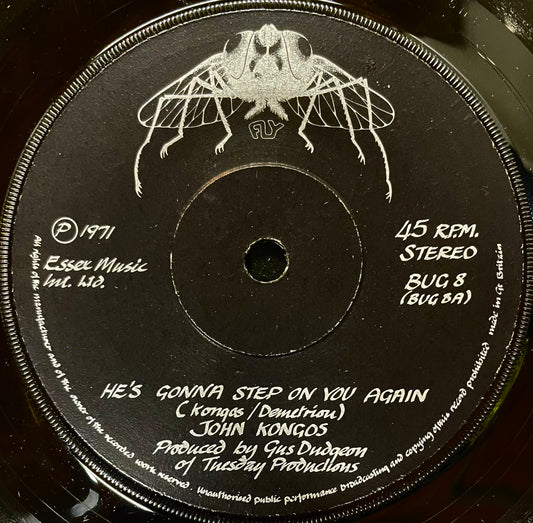 FLY
℗ 1971
Essex Music
Int. Ltd.
45 R.P.M.
STEREO
BUG 8
(BUG 8A)
HE'S GONNA STEP ON YOU AGAIN
(Kongos/Demetriou)
JOHN KONGOS
Produced by Gus Dudgeon
of Tuesday Productions
All rights of the manufacturer and of the owner of the recorded work reserved. Unauthorised public performance broadcasting and copying of this record prohibited made in Gt Britain